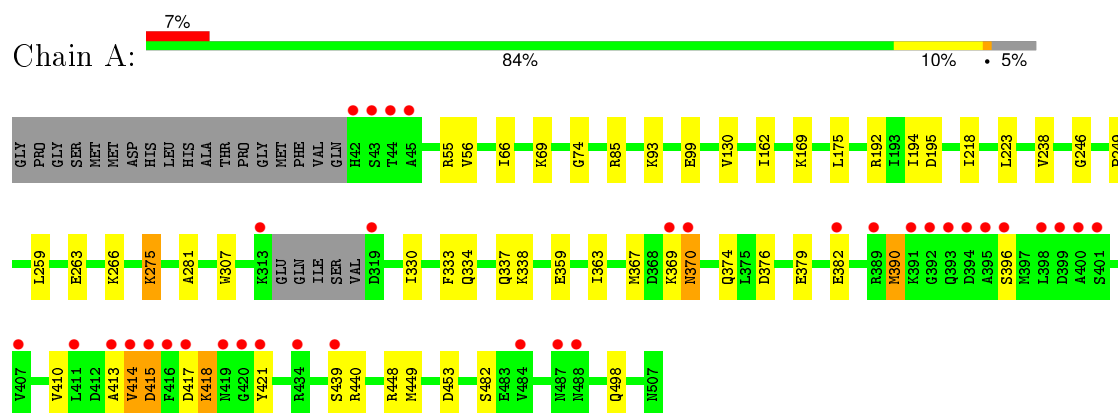 7%
Chain A:
84% 10% • 5%
GLY PRO GLY SER MET MET ASP HIS LEU HIS ALA THR PRO GLY MET PHE VAL GLN H42 S43 T44 A45 R55 V56 I66 K69 G74 R85 K93 E99 V130 I162 K169 L175 R192 I193 I194 D195 I218 L223 V238 G246
L259 E263 K266 K275 A281 W307 K313 GLU GLN ILE SER VAL D319 I330 F333 Q334 Q337 K338 E359 I363 M367 D368 K369 N370 Q374 L375 D376 E379 E382 R389 M390 K391 G392 Q393 D394 A395 S396 M397 L398 D399 A400 S401
V407 V410 L411 D412 A413 V414 D415 F416 D417 K418 N419 G420 Y421 R434 S439 R440 R448 M449 D453 S482 E483 V484 N487 N488 Q498 N507